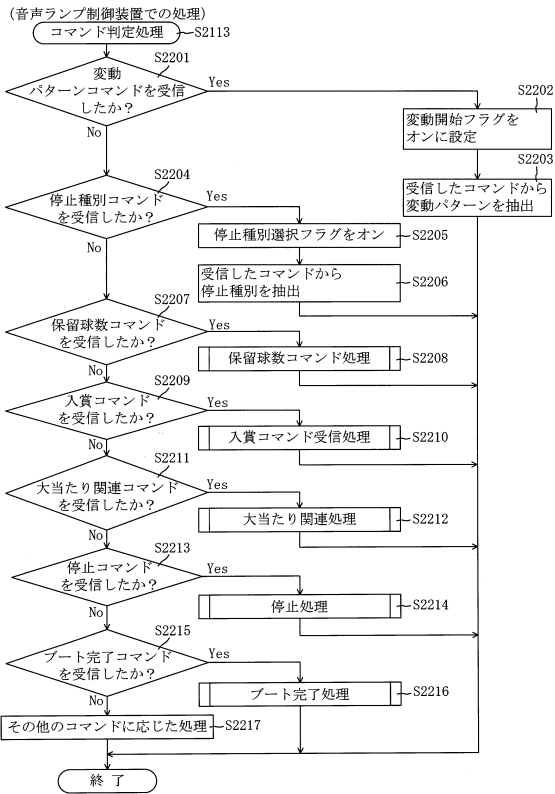 （音声ランプ制御装置での処理）
コマンド判定処理
S2113
S2201
変動
パターンコマンドを受信
したか？
Yes
No
S2202
変動開始フラグを
オンに設定
S2203
受信したコマンドから
変動パターンを抽出
S2204
停止種別コマンド
を受信したか？
Yes
No
停止種別選択フラグをオン
S2205
受信したコマンドから
停止種別を抽出
S2206
S2207
保留球数コマンド
を受信したか？
Yes
No
保留球数コマンド処理
S2208
S2209
入賞コマンド
を受信したか？
Yes
No
入賞コマンド受信処理
S2210
S2211
大当たり関連コマンド
を受信したか？
Yes
No
大当たり関連処理
S2212
S2213
停止コマンド
を受信したか？
Yes
No
停止処理
S2214
S2215
ブート完了コマンド
を受信したか？
Yes
No
ブート完了処理
S2216
その他のコマンドに応じた処理
S2217
終了